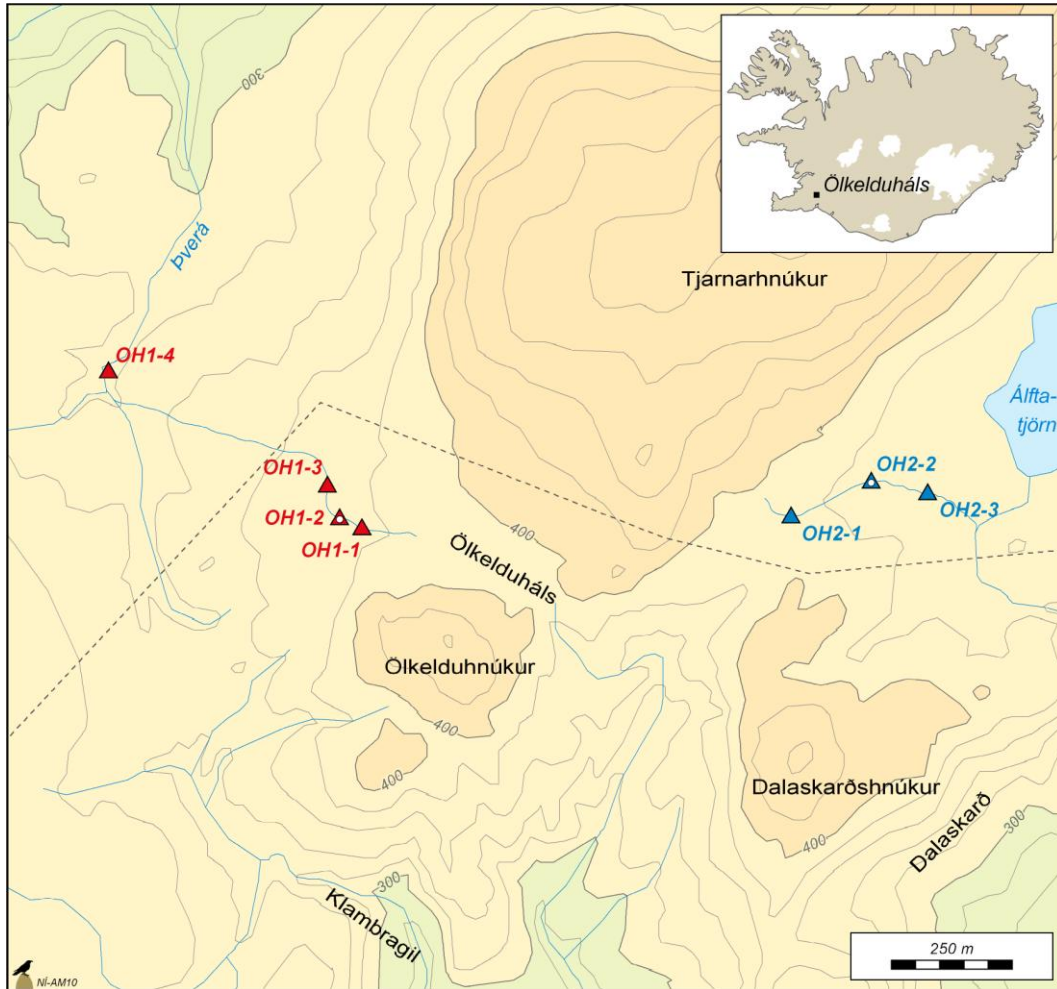 300
Ölkelduháls
Þverá
Tjarnarhnúkur
OH1-4
Álfta-
tjörn
OH1-3
OH2-2
OH1-2
OH2-3
OH1-1
OH2-1
400
Ölkelduháls
Ölkelduhnúkur
400
400
Dalaskarðshnúkur
400
Dalaskarð
300
300
Klambragil
250 m
NÍ-AM10